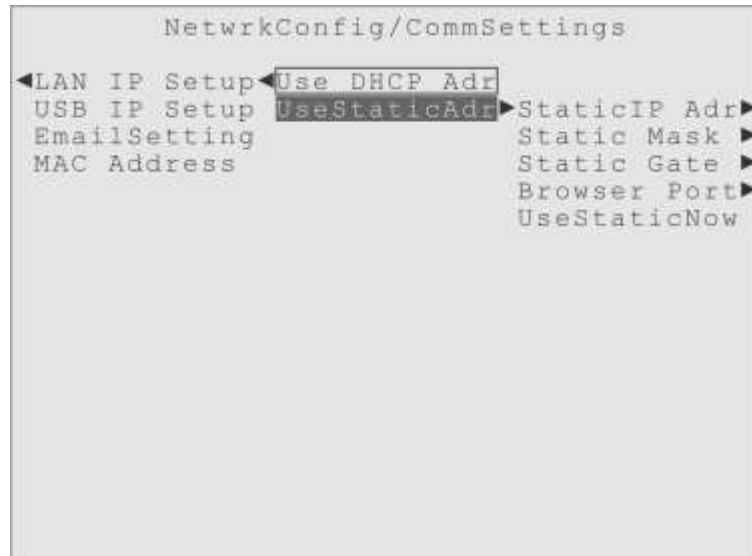 NetwrkConfig/CommSettings
◀LAN IP Setup◀Use DHCP Adr
USB IP Setup UseStaticAdr▶StaticIP Adr▶
EmailSetting Static Mask ▶
MAC Address Static Gate ▶
Browser Port▶
UseStaticNow